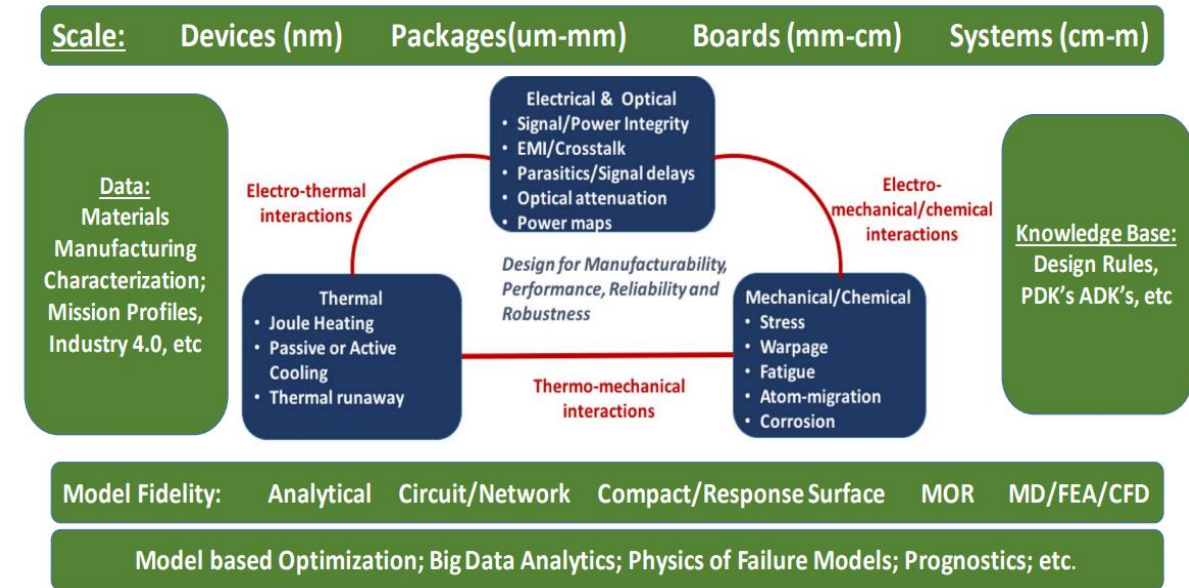 Scale: Devices (nm) Packages(um-mm) Boards (mm-cm) Systems (cm-m)
Data:
Materials
Manufacturing
Characterization;
Mission Profiles,
Industry 4.0, etc
Electro-thermal
interactions
Electrical & Optical
• Signal/Power Integrity
• EMI/Crosstalk
• Parasitics/Signal delays
• Optical attenuation
• Power maps
Electro-
mechanical/chemical
interactions
Design for Manufacturability,
Performance, Reliability and
Robustness
Thermal
• Joule Heating
• Passive or Active
Cooling
• Thermal runaway
Thermo-mechanical
interactions
Mechanical/Chemical
• Stress
• Warpage
• Fatigue
• Atom-migration
• Corrosion
Knowledge Base:
Design Rules,
PDK's ADK's, etc
Model Fidelity: Analytical Circuit/Network Compact/Response Surface MOR MD/FEA/CFD
Model based Optimization; Big Data Analytics; Physics of Failure Models; Prognostics; etc.